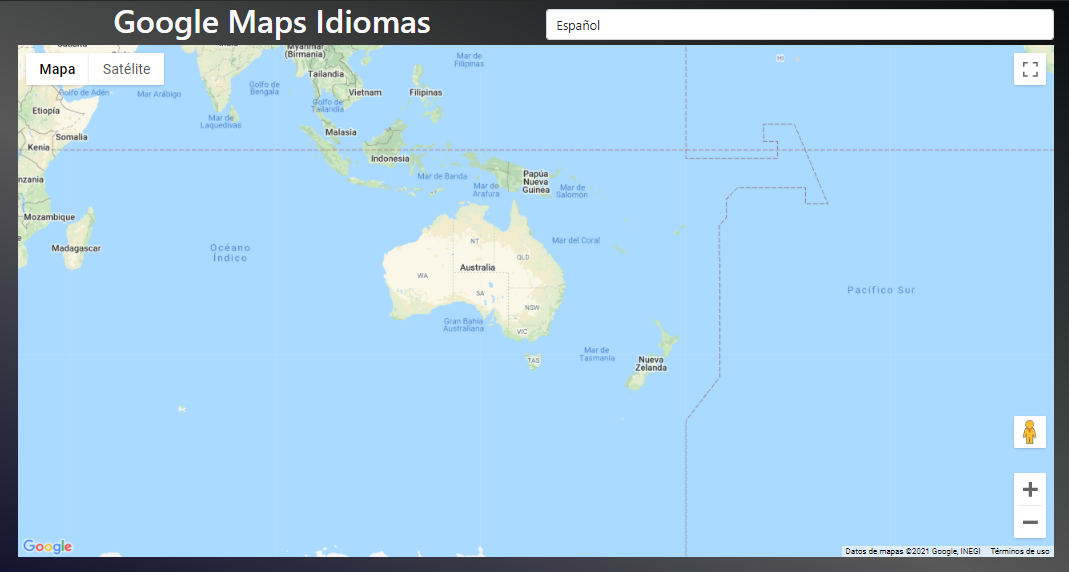 Google Maps Idiomas
Español
Mapa
Satélite
Myanmar
(Birmania)
Mar de
Filipinas
HI
Tailandia
Golfo de
Bengala
Vietnam
Filipinas
Golfo de Adén
Mar Arábigo
Golfo de
Tailandia
Etiopía
Mar de
Laquedivas
Somalia
Malasia
Kenia
Indonesia
nzania
Mar de Banda
Papúa
Nueva
Guinea
Mar de
Arafura
Mar de
Salomón
Mozambique
Madagascar
Océano
Índico
NT
Mar del Coral
QLD
Australia
WA
SA
Pacífico Sur
NSW
Gran Bahía
Australiana
VIC
Mar de
Tasmania
TAS
Nueva
Zelanda
Google
Datos de mapas ©2021 Google, INEGI
Términos de uso